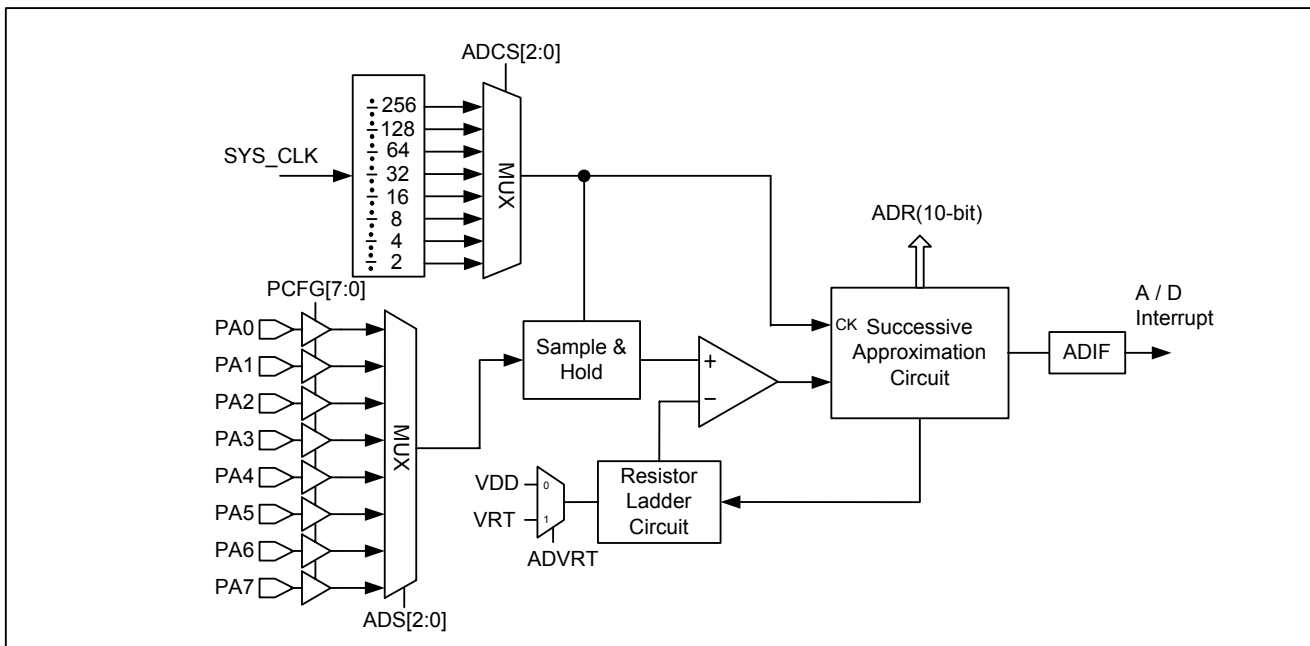 ADCS[2:0]
÷ 256
÷ 128
÷ 64
÷ 32
÷ 16
÷ 8
÷ 4
÷ 2
SYS_CLK
MUX
PCFG[7:0]
PA0
PA1
PA2
PA3
PA4
PA5
PA6
PA7
MUX
ADS[2:0]
Sample &
Hold
+
−
VDD
VRT
0
1
ADVRT
Resistor
Ladder
Circuit
ADR(10-bit)
CK
Successive
Approximation
Circuit
ADIF
A / D
Interrupt